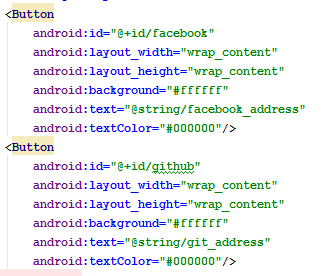 <Button
android:id="@+id/facebook"
android:layout_width="wrap_content"
android:layout_height="wrap_content"
android:background="#ffffff"
android:text="@string/facebook_address"
android:textColor="#000000"/>
<Button
android:id="@+id/github"
android:layout_width="wrap_content"
android:layout_height="wrap_content"
android:background="#ffffff"
android:text="@string/git_address"
android:textColor="#000000"/>